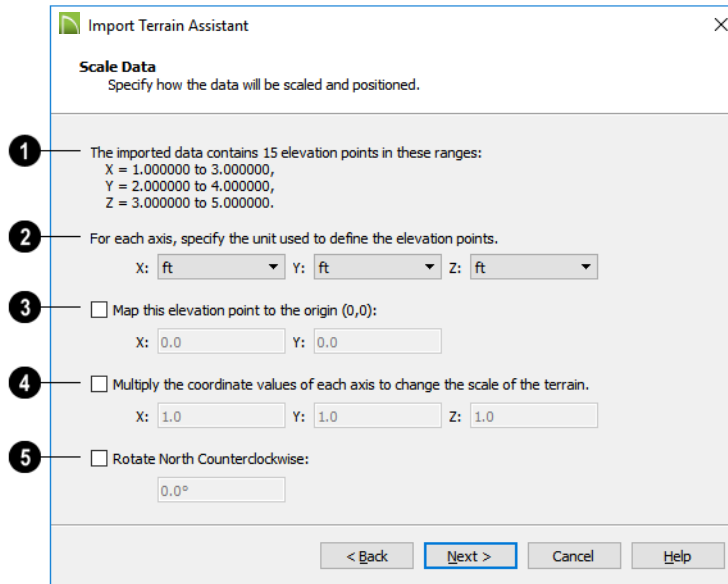 Import Terrain Assistant
Scale Data
Specify how the data will be scaled and positioned.
1 The imported data contains 15 elevation points in these ranges:
X = 1.000000 to 3.000000,
Y = 2.000000 to 4.000000,
Z = 3.000000 to 5.000000.
2 For each axis, specify the unit used to define the elevation points.
X: ft Y: ft Z: ft
3 Map this elevation point to the origin (0,0):
X: 0.0 Y: 0.0
4 Multiply the coordinate values of each axis to change the scale of the terrain.
X: 1.0 Y: 1.0 Z: 1.0
5 Rotate North Counterclockwise:
0.0°
< Back Next > Cancel Help